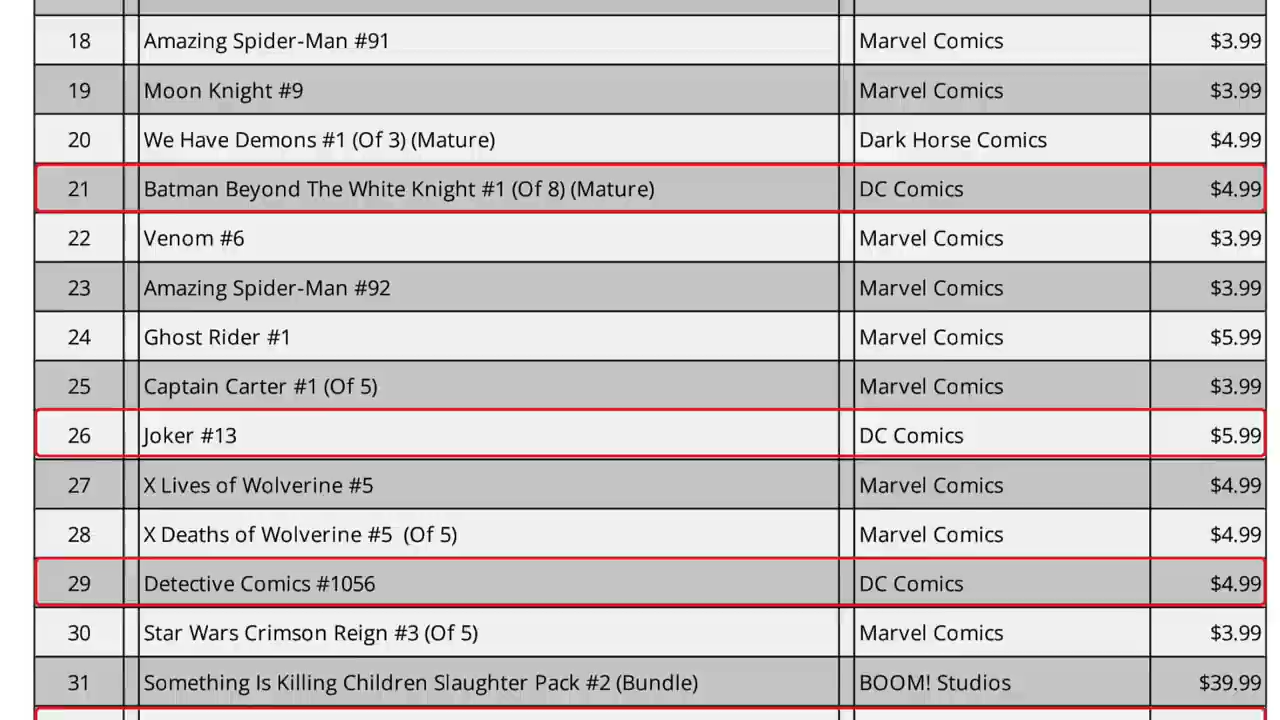 18 Amazing Spider-Man #91 Marvel Comics $3.99
19 Moon Knight #9 Marvel Comics $3.99
20 We Have Demons #1 (Of 3) (Mature) Dark Horse Comics $4.99
21 Batman Beyond The White Knight #1 (Of 8) (Mature) DC Comics $4.99
22 Venom #6 Marvel Comics $3.99
23 Amazing Spider-Man #92 Marvel Comics $3.99
24 Ghost Rider #1 Marvel Comics $5.99
25 Captain Carter #1 (Of 5) Marvel Comics $3.99
26 Joker #13 DC Comics $5.99
27 X Lives of Wolverine #5 Marvel Comics $4.99
28 X Deaths of Wolverine #5 (Of 5) Marvel Comics $4.99
29 Detective Comics #1056 DC Comics $4.99
30 Star Wars Crimson Reign #3 (Of 5) Marvel Comics $3.99
31 Something Is Killing Children Slaughter Pack #2 (Bundle) BOOM! Studios $39.99